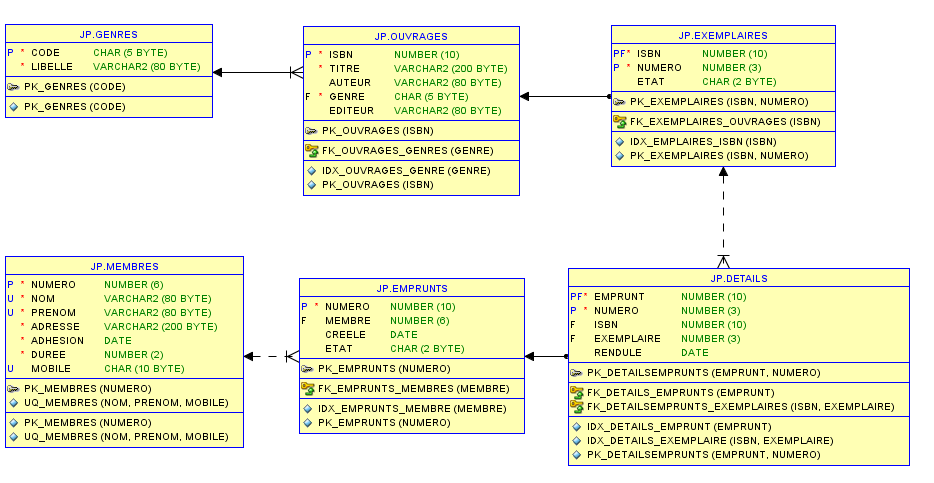 JP.GENRES
P * CODE CHAR (5 BYTE)
* LIBELLE VARCHAR2 (80 BYTE)
PK_GENRES (CODE)
PK_GENRES (CODE)
JP.OUVRAGES
P * ISBN NUMBER (10)
* TITRE VARCHAR2 (200 BYTE)
AUTEUR VARCHAR2 (80 BYTE)
F * GENRE CHAR (5 BYTE)
EDITEUR VARCHAR2 (80 BYTE)
PK_OUVRAGES (ISBN)
FK_OUVRAGES_GENRES (GENRE)
IDX_OUVRAGES_GENRE (GENRE)
PK_OUVRAGES (ISBN)
JP.EXEMPLAIRES
PF* ISBN NUMBER (10)
P * NUMERO NUMBER (3)
ETAT CHAR (2 BYTE)
PK_EXEMPLAIRES (ISBN, NUMERO)
FK_EXEMPLAIRES_OUVRAGES (ISBN)
IDX_EMPLAIRES_ISBN (ISBN)
PK_EXEMPLAIRES (ISBN, NUMERO)
JP.MEMBRES
P * NUMERO NUMBER (6)
U * NOM VARCHAR2 (80 BYTE)
U * PRENOM VARCHAR2 (80 BYTE)
* ADRESSE VARCHAR2 (200 BYTE)
* ADHESION DATE
* DUREE NUMBER (2)
U MOBILE CHAR (10 BYTE)
PK_MEMBRES (NUMERO)
UQ_MEMBRES (NOM, PRENOM, MOBILE)
PK_MEMBRES (NUMERO)
UQ_MEMBRES (NOM, PRENOM, MOBILE)
JP.EMPRUNTS
P * NUMERO NUMBER (10)
F MEMBRE NUMBER (6)
CREELE DATE
ETAT CHAR (2 BYTE)
PK_EMPRUNTS (NUMERO)
FK_EMPRUNTS_MEMBRES (MEMBRE)
IDX_EMPRUNTS_MEMBRE (MEMBRE)
PK_EMPRUNTS (NUMERO)
JP.DETAILS
PF* EMPRUNT NUMBER (10)
P * NUMERO NUMBER (3)
F ISBN NUMBER (10)
F EXEMPLAIRE NUMBER (3)
RENDULE DATE
PK_DETAILSEMPRUNTS (EMPRUNT, NUMERO)
FK_DETAILS_EMPRUNTS (EMPRUNT)
FK_DETAILSEMPRUNTS_EXEMPLAIRES (ISBN, EXEMPLAIRE)
IDX_DETAILS_EMPRUNT (EMPRUNT)
IDX_DETAILS_EXEMPLAIRE (ISBN, EXEMPLAIRE)
PK_DETAILSEMPRUNTS (EMPRUNT, NUMERO)